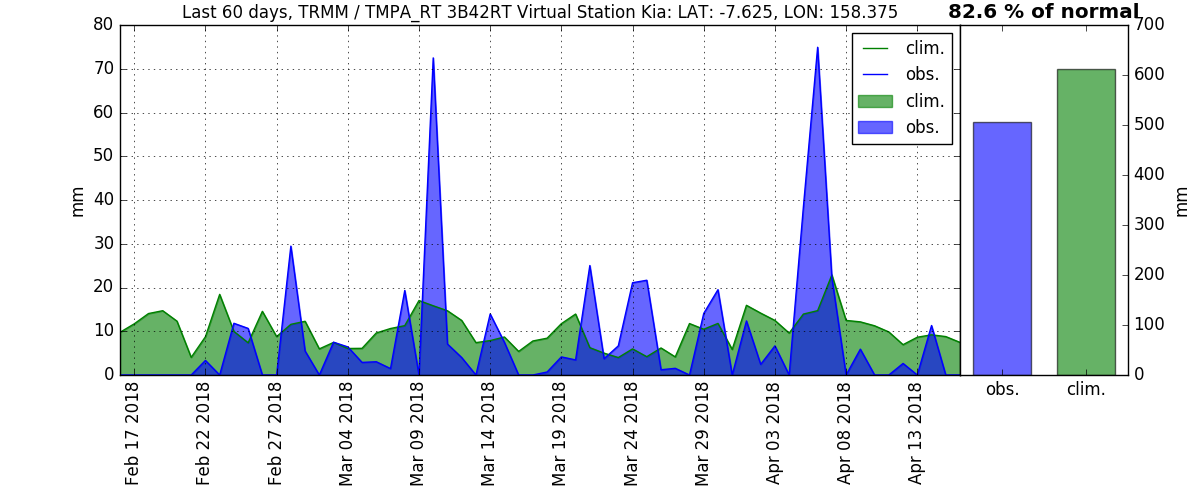 Last 60 days, TRMM / TMPA_RT 3B42RT Virtual Station Kia: LAT: -7.625, LON: 158.375
82.6 % of normal
80
70
60
50
40
30
20
10
0
mm
clim.
obs.
clim.
obs.
Feb 17 2018
Feb 22 2018
Feb 27 2018
Mar 04 2018
Mar 09 2018
Mar 14 2018
Mar 19 2018
Mar 24 2018
Mar 29 2018
Apr 03 2018
Apr 08 2018
Apr 13 2018
700
600
500
400
300
200
100
0
mm
obs.
clim.